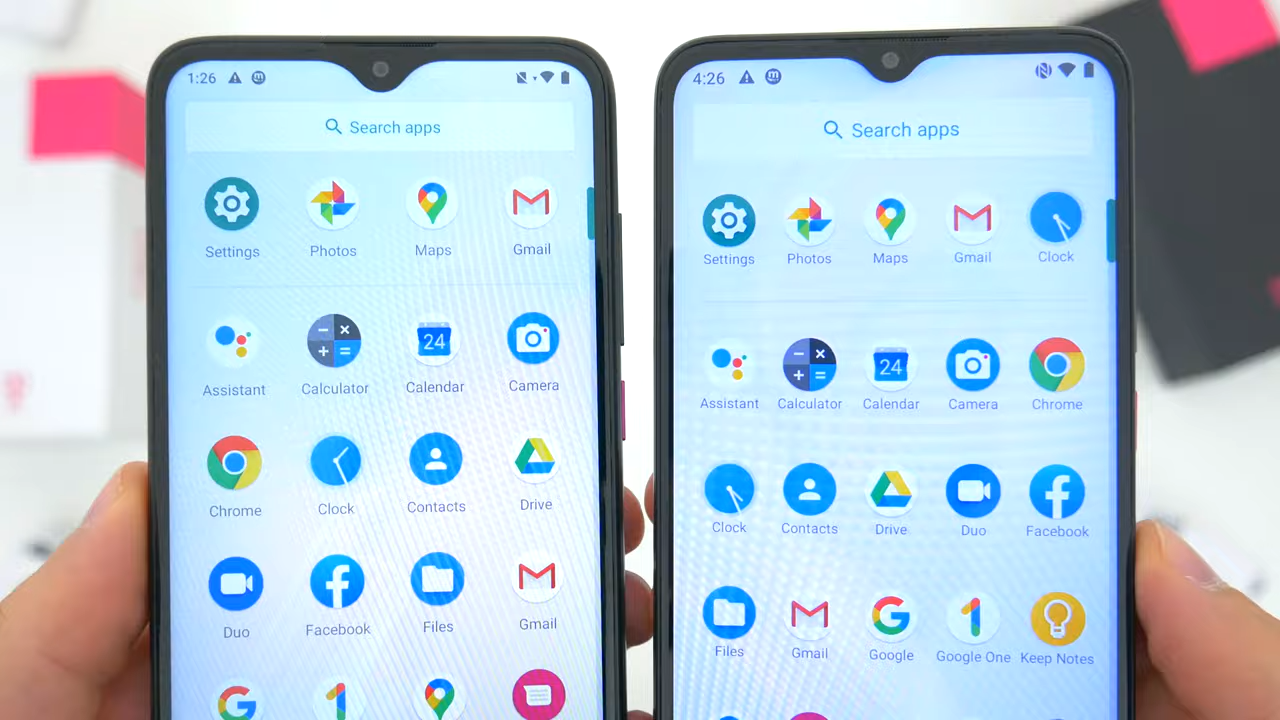 1:26
Search apps
Settings Photos Maps Gmail
24
Assistant Calculator Calendar Camera
Chrome Clock Contacts Drive
Duo Facebook Files Gmail
4:26
Search apps
Settings Photos Maps Gmail Clock
24
Assistant Calculator Calendar Camera Chrome
Clock Contacts Drive Duo Facebook
Files Gmail Google Google One Keep Notes